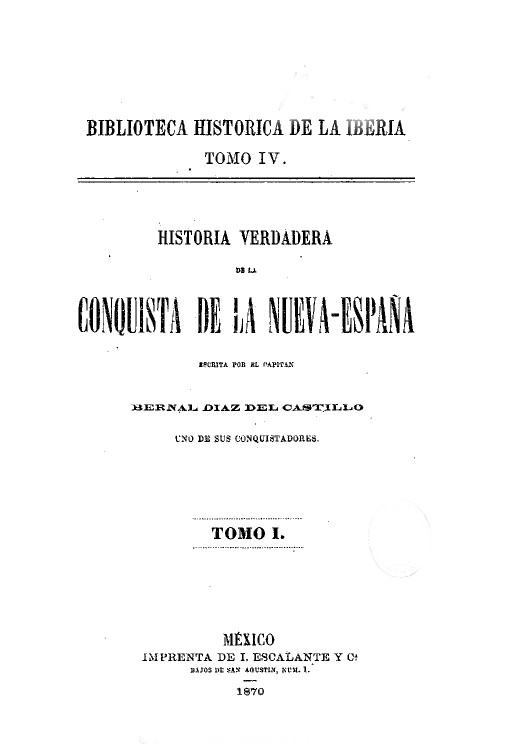 BIBLIOTECA HISTORICA DE LA IBERIA
TOMO IV.
HISTORIA VERDADERA
DE LA
CONQUISTA DE LA NUEVA-ESPAÑA
ESCRITA POR EL CAPITAN
BERNAL DIAZ DEL CASTILLO
UNO DE SUS CONQUISTADORES.
TOMO I.
MÉXICO
IMPRENTA DE I. ESCALANTE Y Cª
BAJOS DE SAN AGUSTIN, NUM. 1.
1870